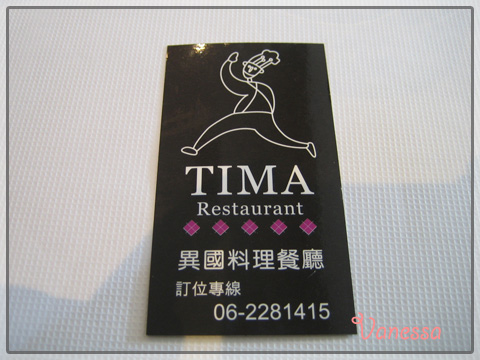 TIMA
Restaurant
異國料理餐廳
訂位專線
06-2281415
Vanessa